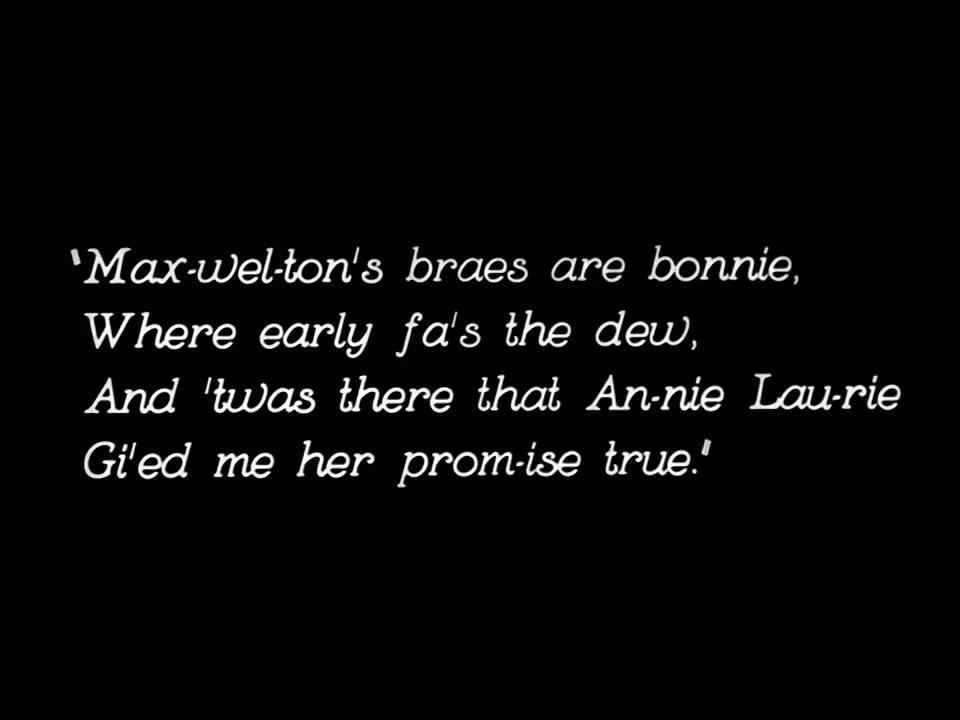 "Max-wel-ton's braes are bonnie,
Where early fa's the dew,
And 'twas there that An-nie Lau-rie
Gi'ed me her prom-ise true."